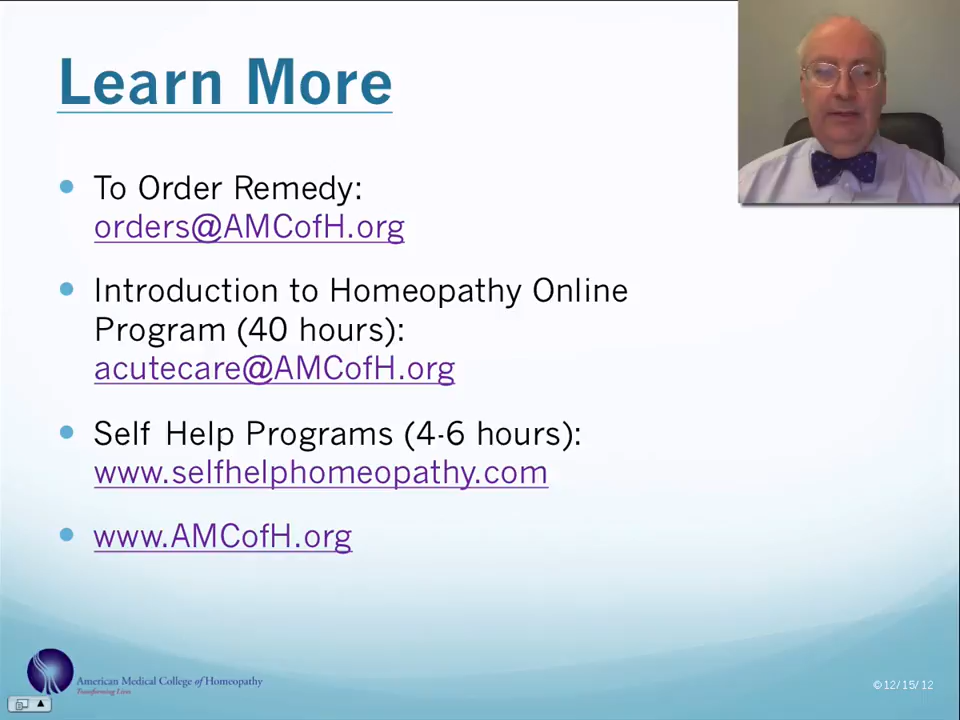 Learn More
To Order Remedy:
orders@AMCofH.org
Introduction to Homeopathy Online
Program (40 hours):
acutecare@AMCofH.org
Self Help Programs (4-6 hours):
www.selfhelphomeopathy.com
www.AMCofH.org
American Medical College of Homeopathy
Transforming Lives
©12/15/12